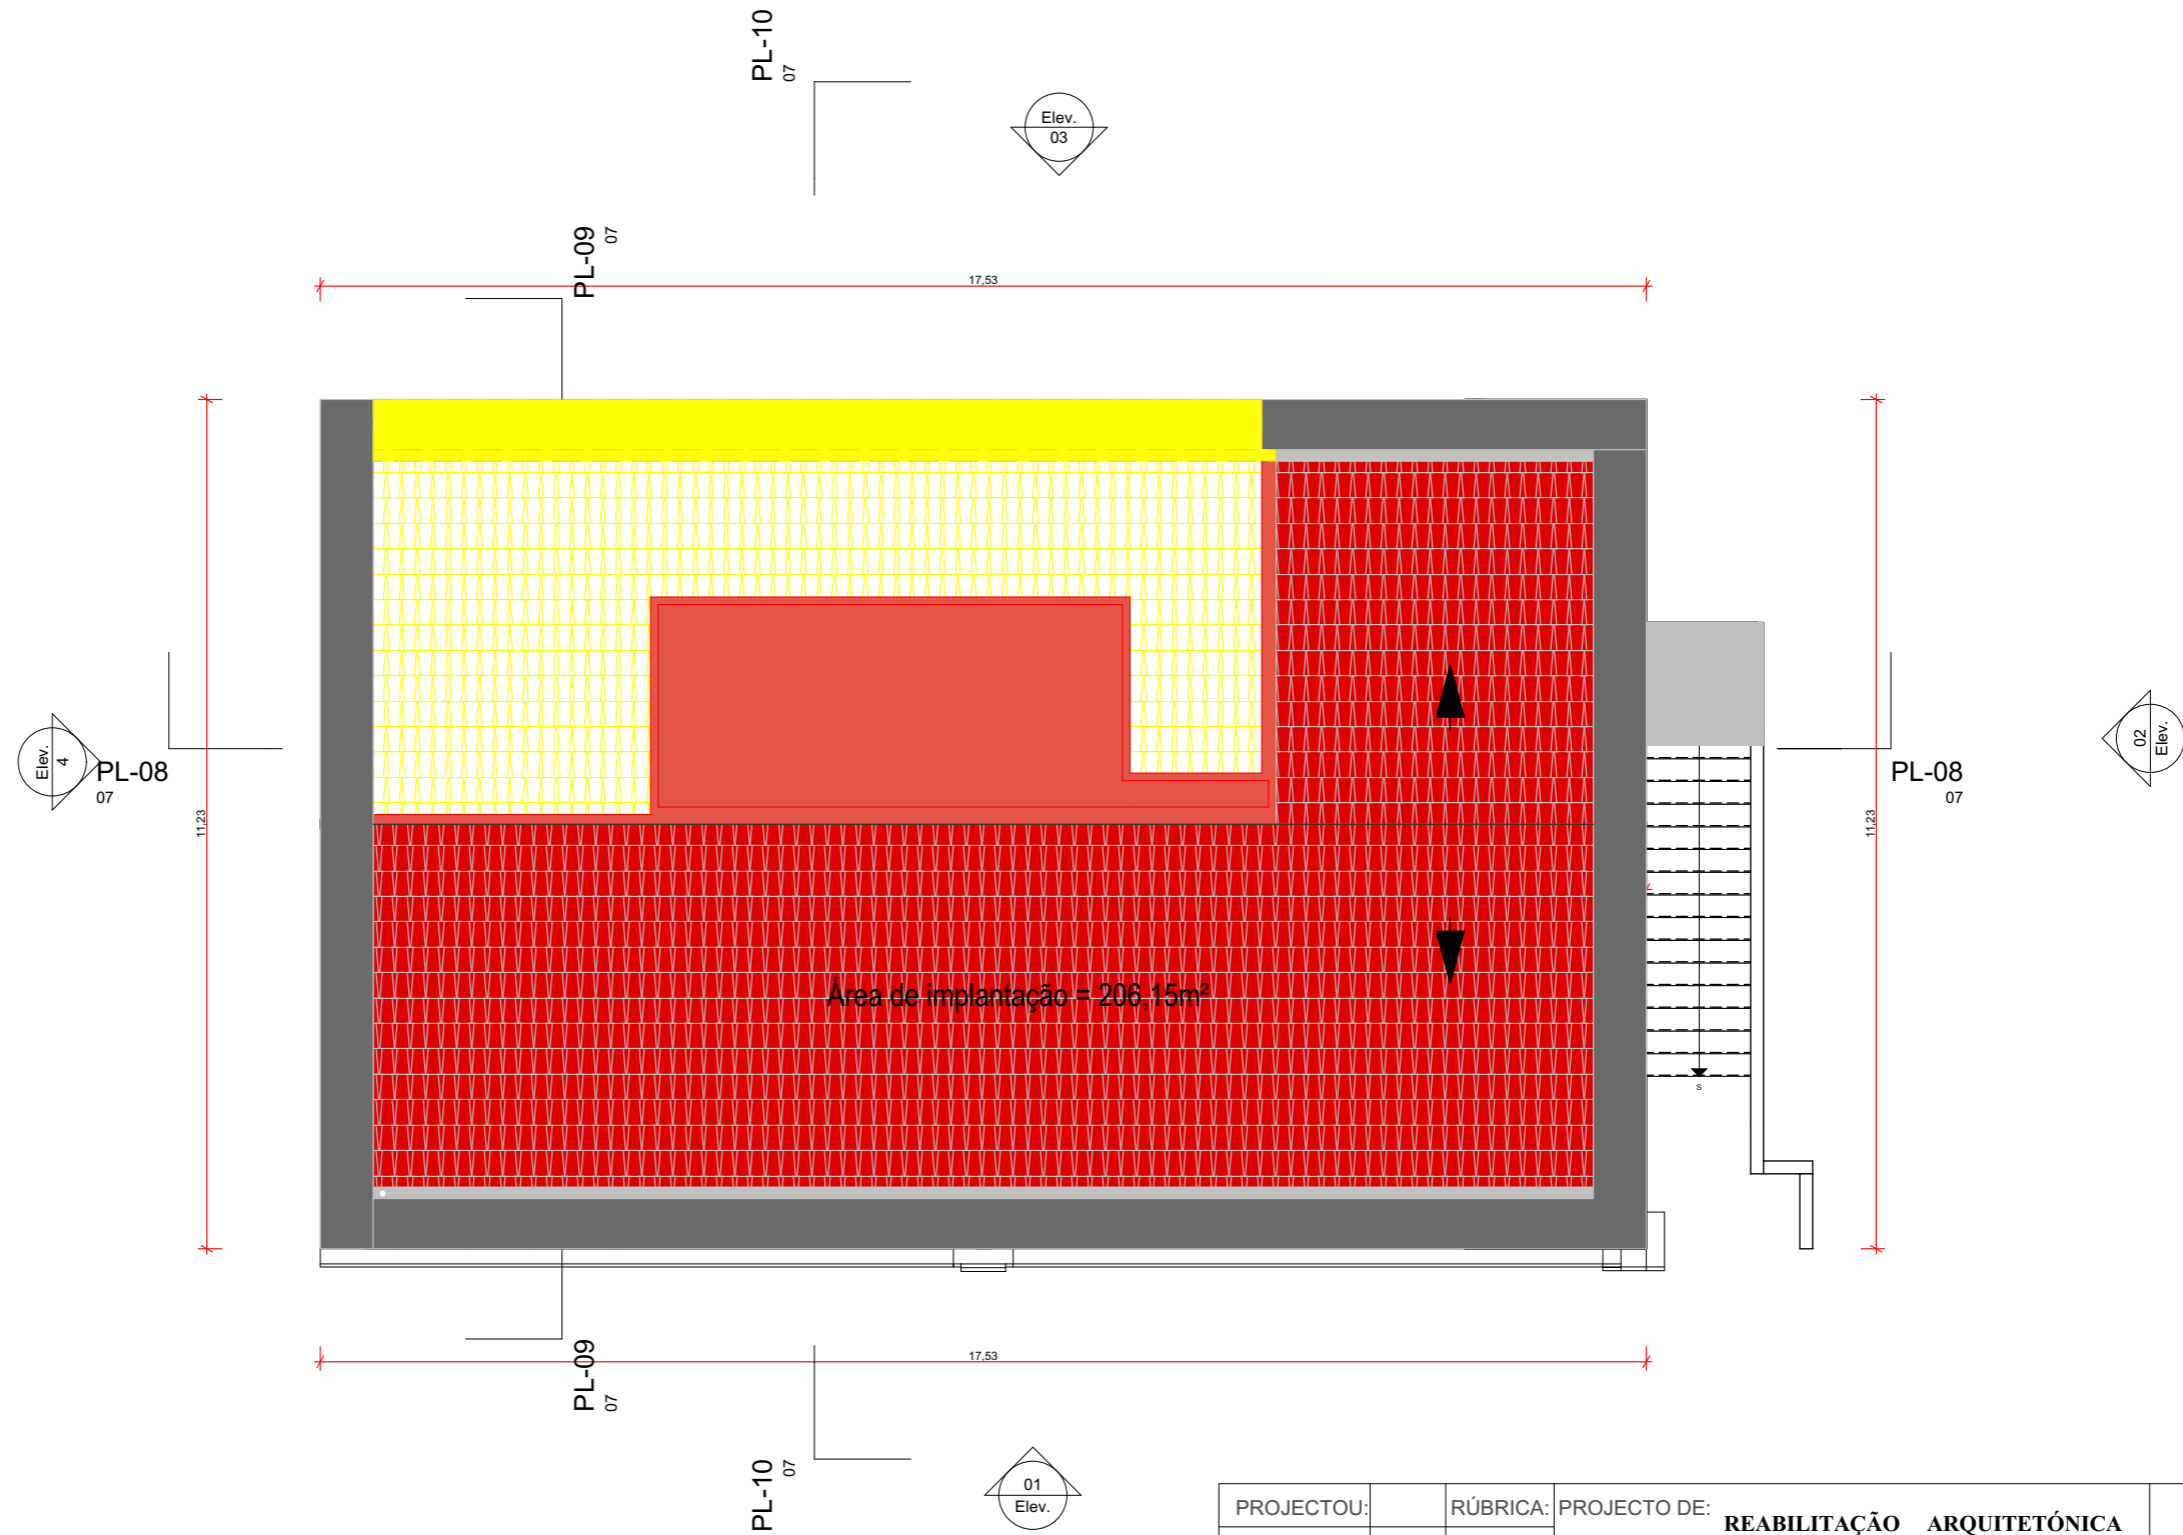 PL-10
07
Elev.
03
PL-09
07
17,53
Elev.
4
PL-08
07
11,23
Área de implantação = 206,15m²
11,23
PL-08
07
02
Elev.
S
PL-09
07
17,53
PL-10
07
01
Elev.
PROJECTOU: RÚBRICA: PROJECTO DE:
REABILITAÇÃO ARQUITETÓNICA